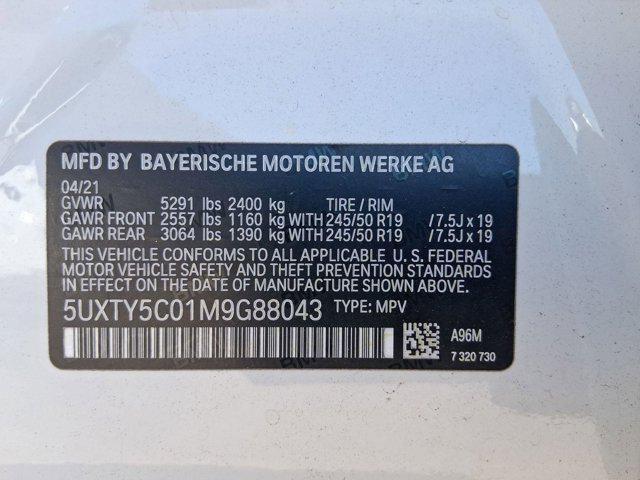 MFD BY BAYERISCHE MOTOREN WERKE AG
04/21
GVWR 5291 lbs 2400 kg TIRE / RIM
GAWR FRONT 2557 lbs 1160 kg WITH 245/50 R19 / 7.5J x 19
GAWR REAR 3064 lbs 1390 kg WITH 245/50 R19 / 7.5J x 19
THIS VEHICLE CONFORMS TO ALL APPLICABLE U. S. FEDERAL
MOTOR VEHICLE SAFETY AND THEFT PREVENTION STANDARDS
IN EFFECT ON THE DATE OF MANUFACTURE SHOWN ABOVE.
5UXTY5C01M9G88043 TYPE: MPV
A96M
7 320 730